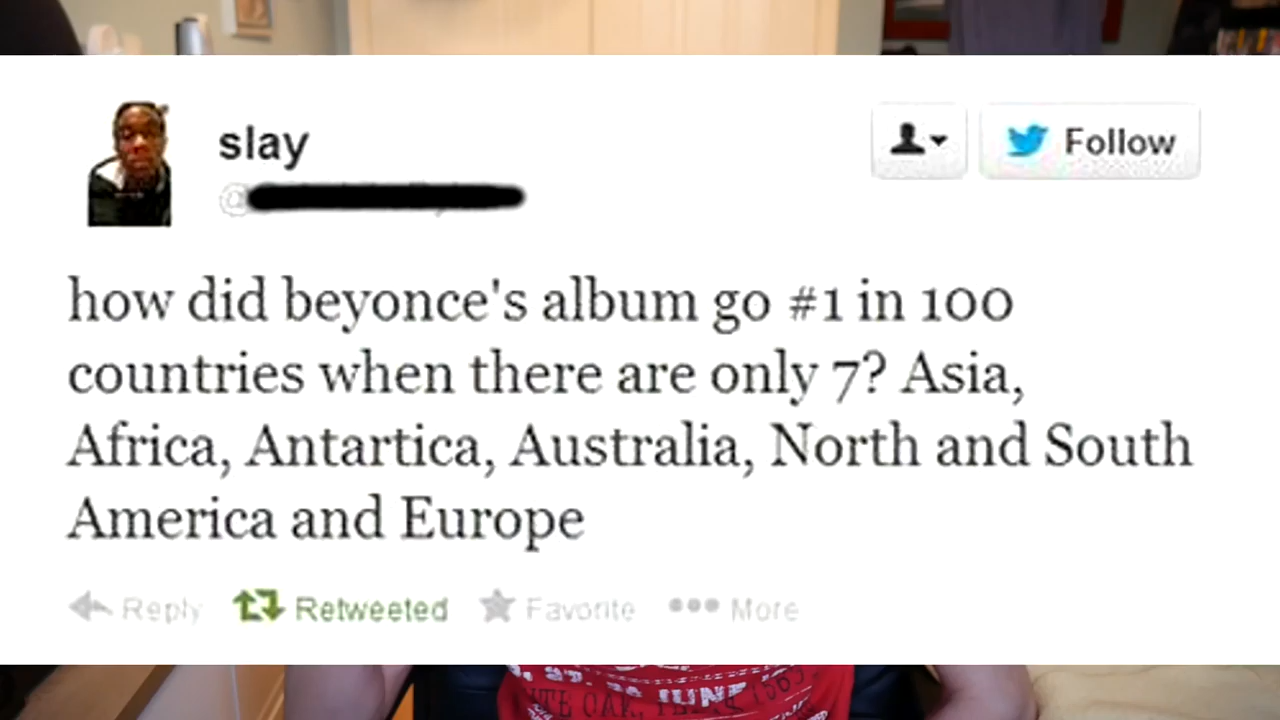 slay
@
Follow
how did beyonce's album go #1 in 100
countries when there are only 7? Asia,
Africa, Antartica, Australia, North and South
America and Europe
Reply Retweeted Favorite More
JUNE